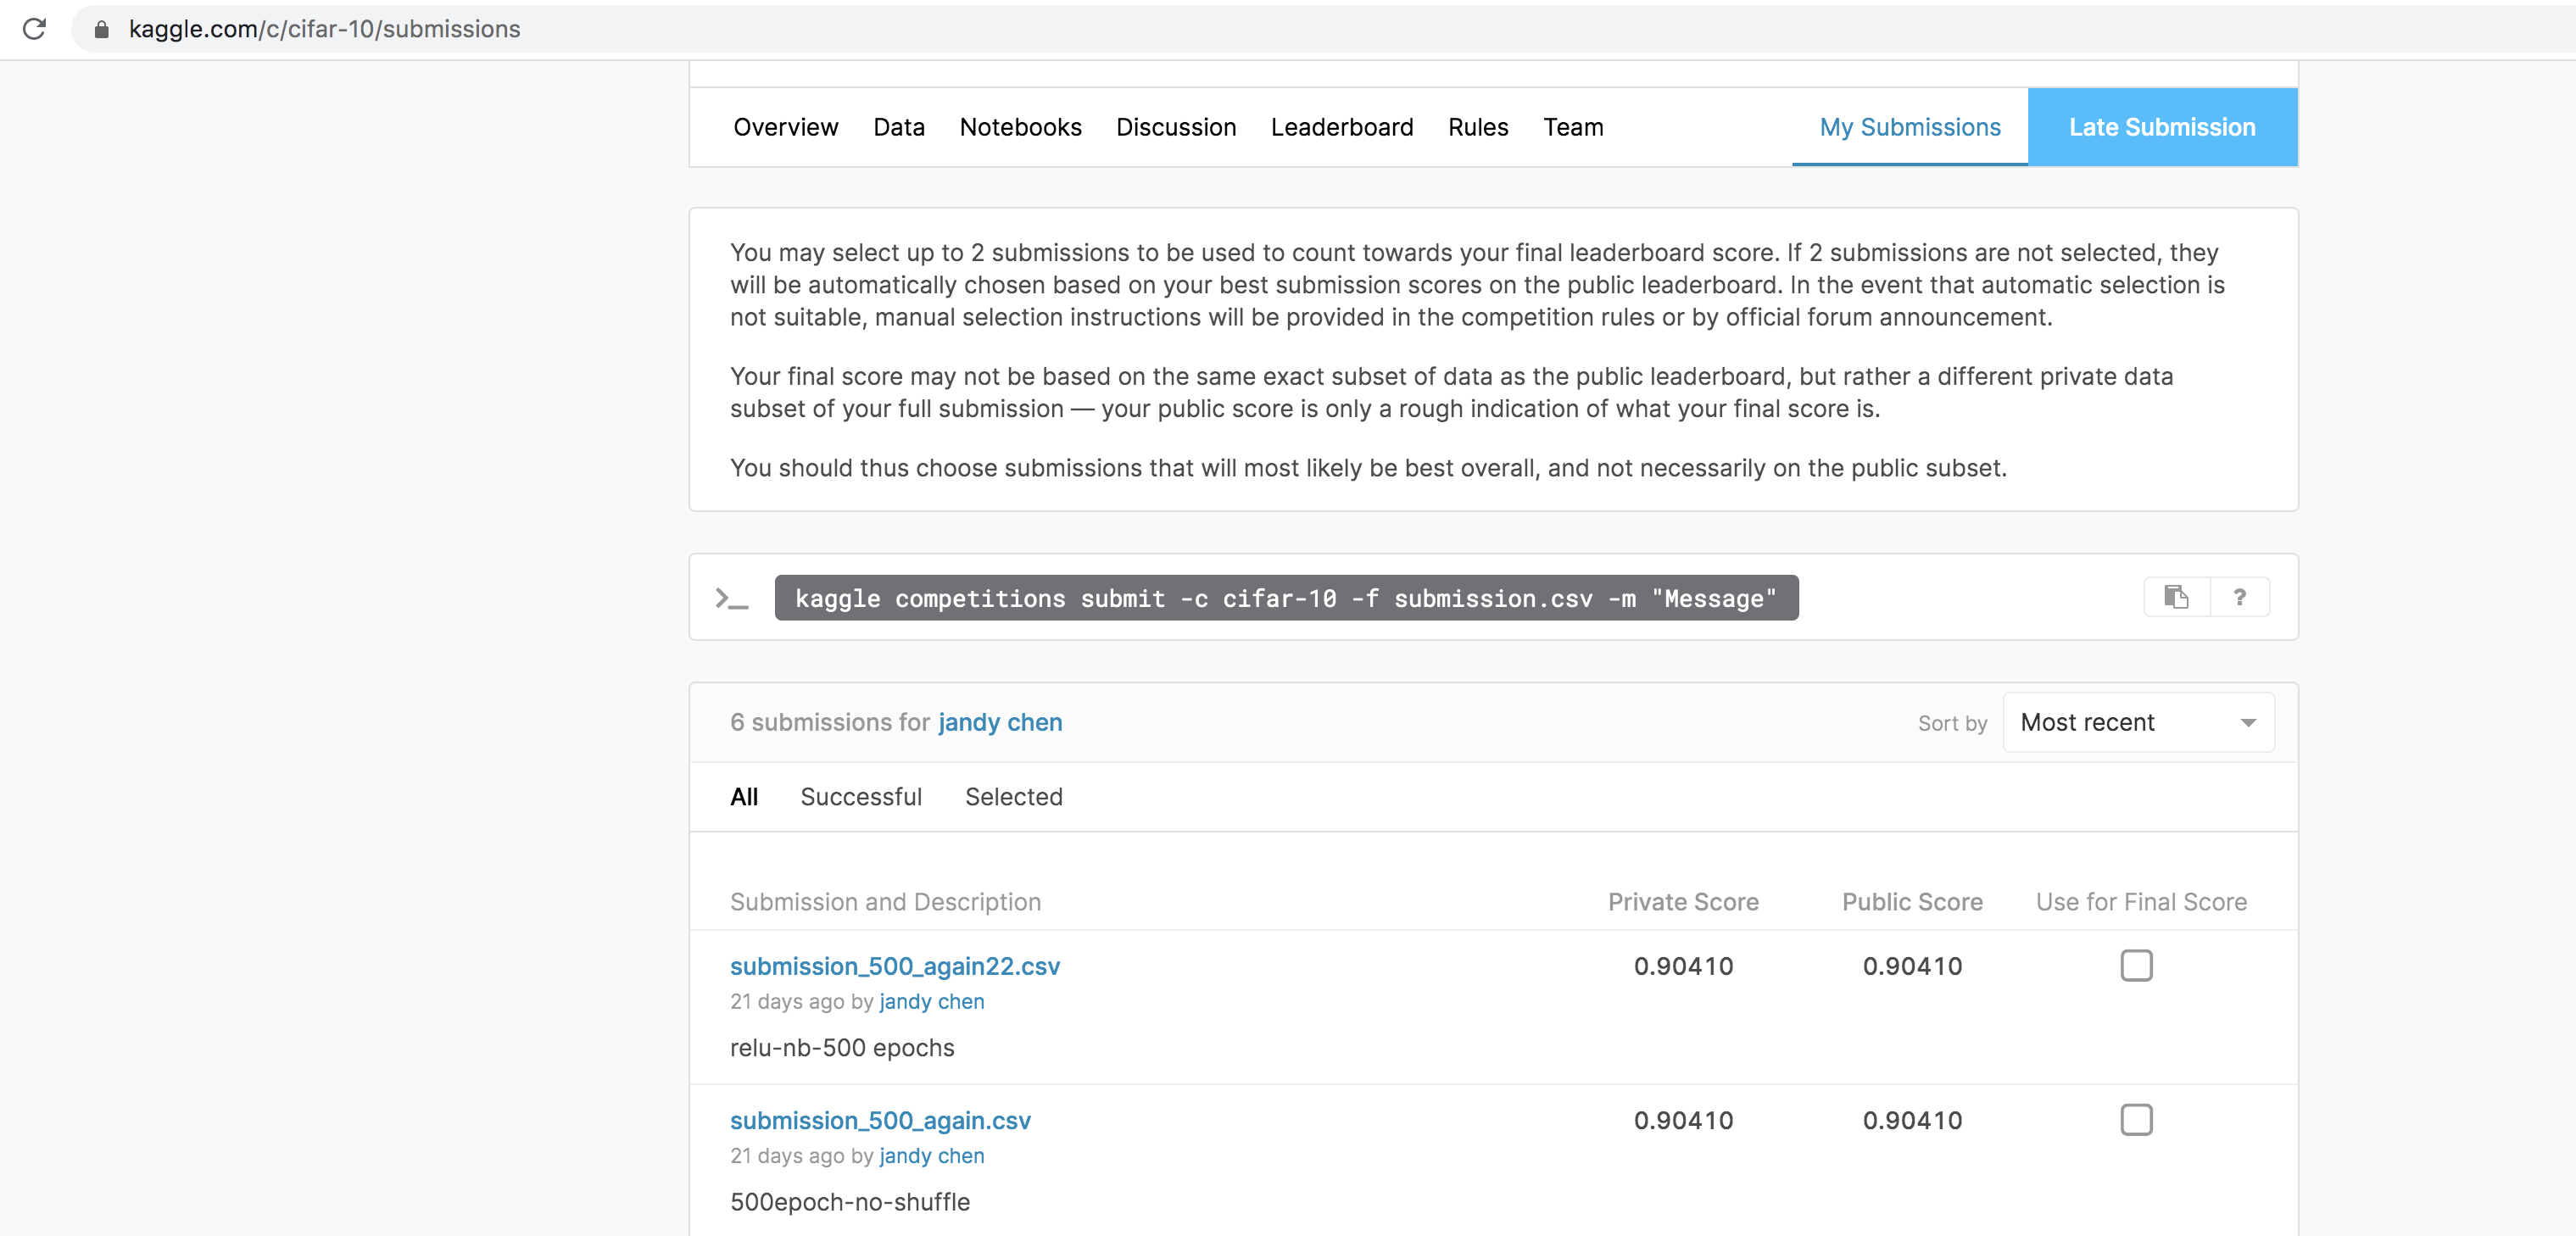 kaggle.com/c/cifar-10/submissions
Overview Data Notebooks Discussion Leaderboard Rules Team My Submissions Late Submission
You may select up to 2 submissions to be used to count towards your final leaderboard score. If 2 submissions are not selected, they
will be automatically chosen based on your best submission scores on the public leaderboard. In the event that automatic selection is
not suitable, manual selection instructions will be provided in the competition rules or by official forum announcement.
Your final score may not be based on the same exact subset of data as the public leaderboard, but rather a different private data
subset of your full submission — your public score is only a rough indication of what your final score is.
You should thus choose submissions that will most likely be best overall, and not necessarily on the public subset.
>_ kaggle competitions submit -c cifar-10 -f submission.csv -m "Message" ?
6 submissions for jandy chen Sort by Most recent
All Successful Selected
Submission and Description Private Score Public Score Use for Final Score
submission_500_again22.csv 0.90410 0.90410
21 days ago by jandy chen
relu-nb-500 epochs
submission_500_again.csv 0.90410 0.90410
21 days ago by jandy chen
500epoch-no-shuffle